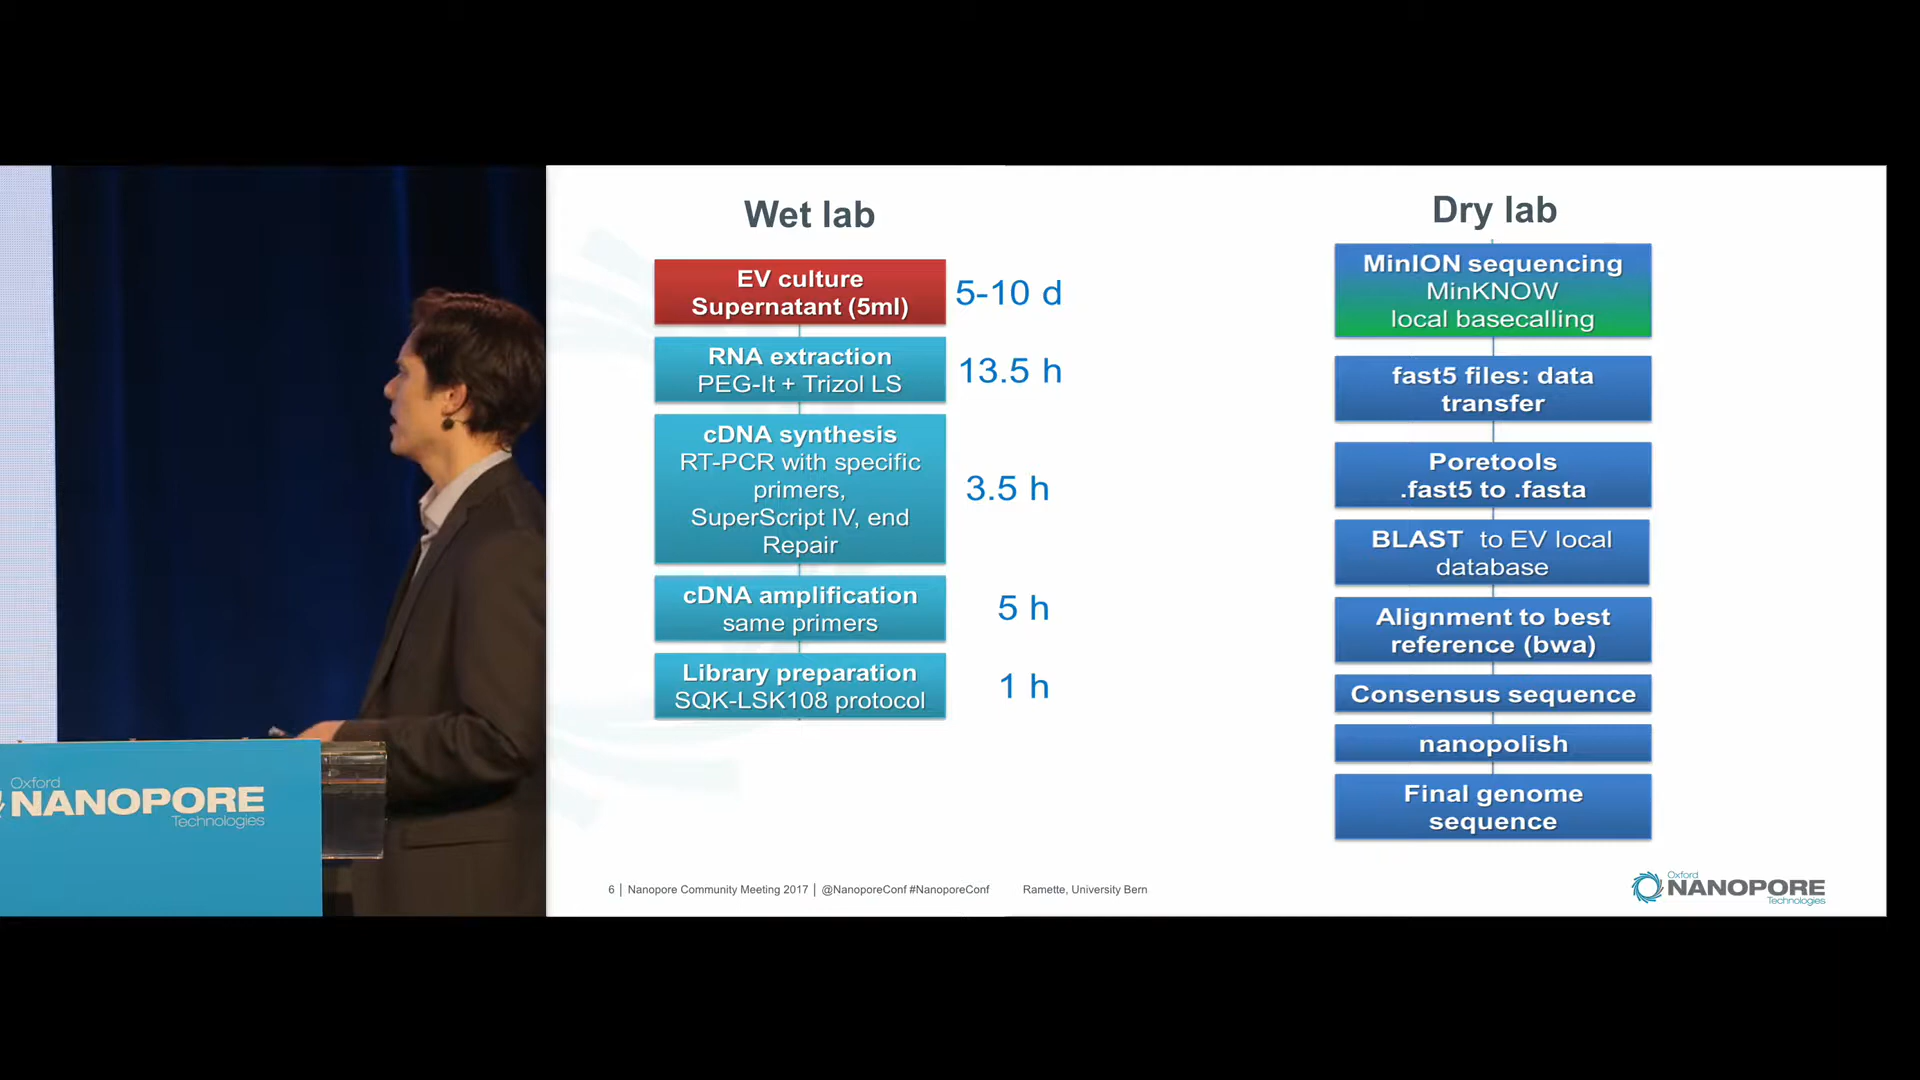 Wet lab
EV culture
Supernatant (5ml)
5-10 d
RNA extraction
PEG-It + Trizol LS
13.5 h
cDNA synthesis
RT-PCR with specific
primers,
SuperScript IV, end
Repair
3.5 h
cDNA amplification
same primers
5 h
Library preparation
SQK-LSK108 protocol
1 h
Dry lab
MinION sequencing
MinKNOW
local basecalling
fast5 files: data
transfer
Poretools
.fast5 to .fasta
BLAST to EV local
database
Alignment to best
reference (bwa)
Consensus sequence
nanopolish
Final genome
sequence
6 | Nanopore Community Meeting 2017 | @NanoporeConf #NanoporeConf Ramette, University Bern
Oxford
NANOPORE
Technologies
Oxford
NANOPORE
Technologies